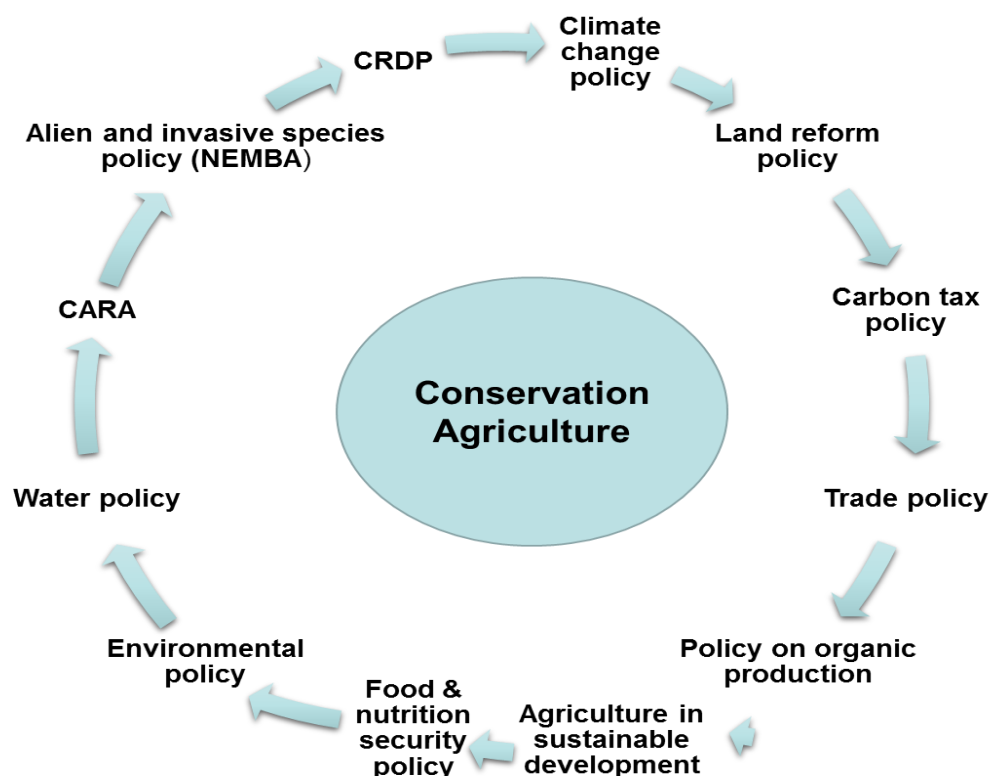 CRDP
Climate
change
policy
Land reform
policy
Carbon tax
policy
Trade policy
Policy on organic
production
Agriculture in
sustainable
development
Food &
nutrition
security
policy
Environmental
policy
Water policy
CARA
Alien and invasive species
policy (NEMBA)
Conservation
Agriculture